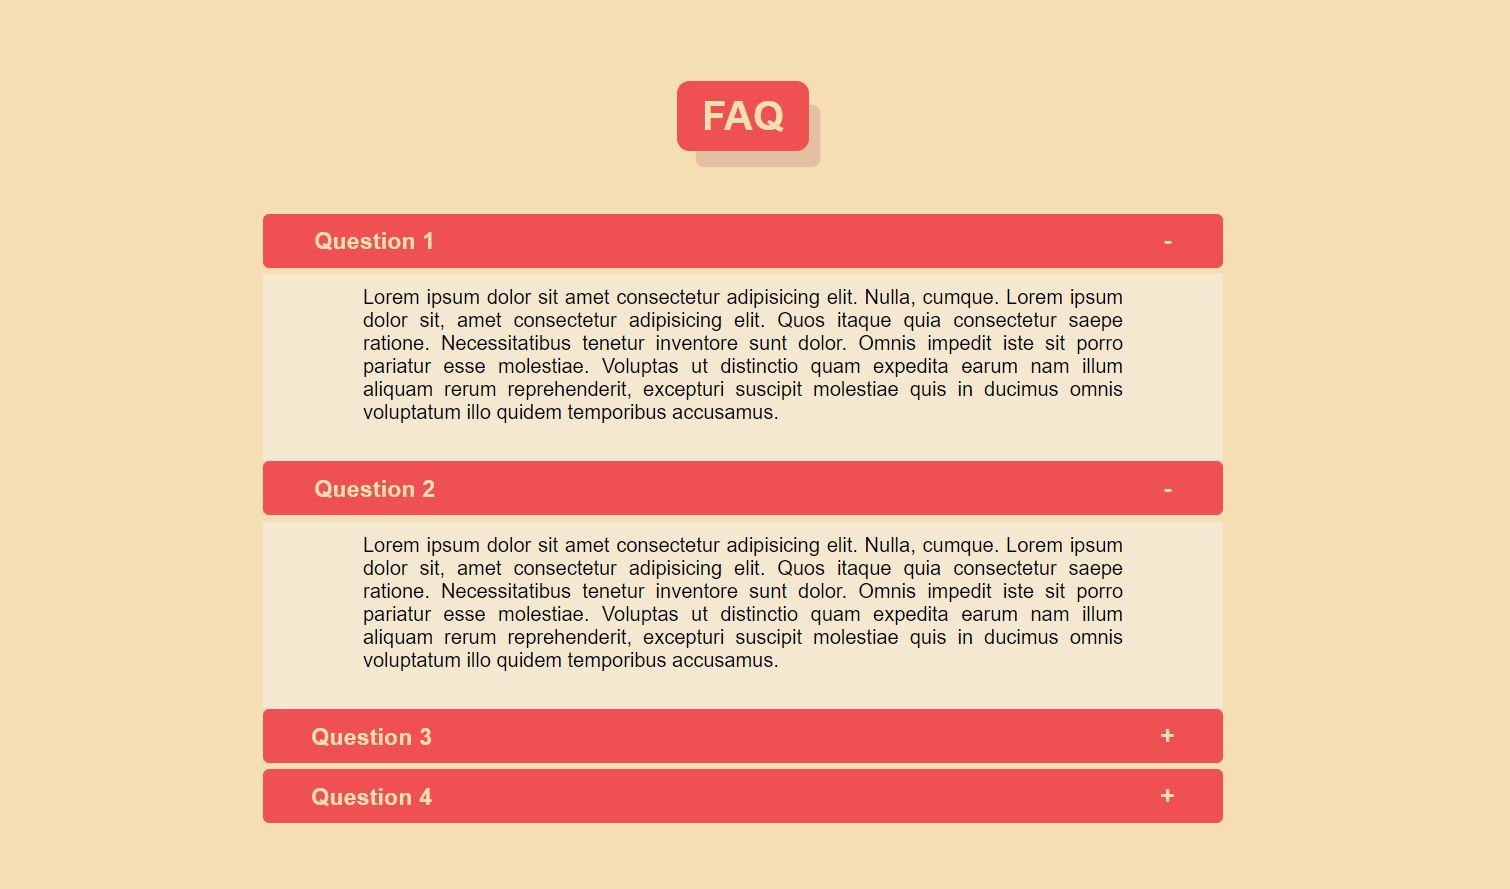 FAQ
Question 1 -
Lorem ipsum dolor sit amet consectetur adipisicing elit. Nulla, cumque. Lorem ipsum
dolor sit, amet consectetur adipisicing elit. Quos itaque quia consectetur saepe
ratione. Necessitatibus tenetur inventore sunt dolor. Omnis impedit iste sit porro
pariatur esse molestiae. Voluptas ut distinctio quam expedita earum nam illum
aliquam rerum reprehenderit, excepturi suscipit molestiae quis in ducimus omnis
voluptatum illo quidem temporibus accusamus.
Question 2 -
Lorem ipsum dolor sit amet consectetur adipisicing elit. Nulla, cumque. Lorem ipsum
dolor sit, amet consectetur adipisicing elit. Quos itaque quia consectetur saepe
ratione. Necessitatibus tenetur inventore sunt dolor. Omnis impedit iste sit porro
pariatur esse molestiae. Voluptas ut distinctio quam expedita earum nam illum
aliquam rerum reprehenderit, excepturi suscipit molestiae quis in ducimus omnis
voluptatum illo quidem temporibus accusamus.
Question 3 +
Question 4 +